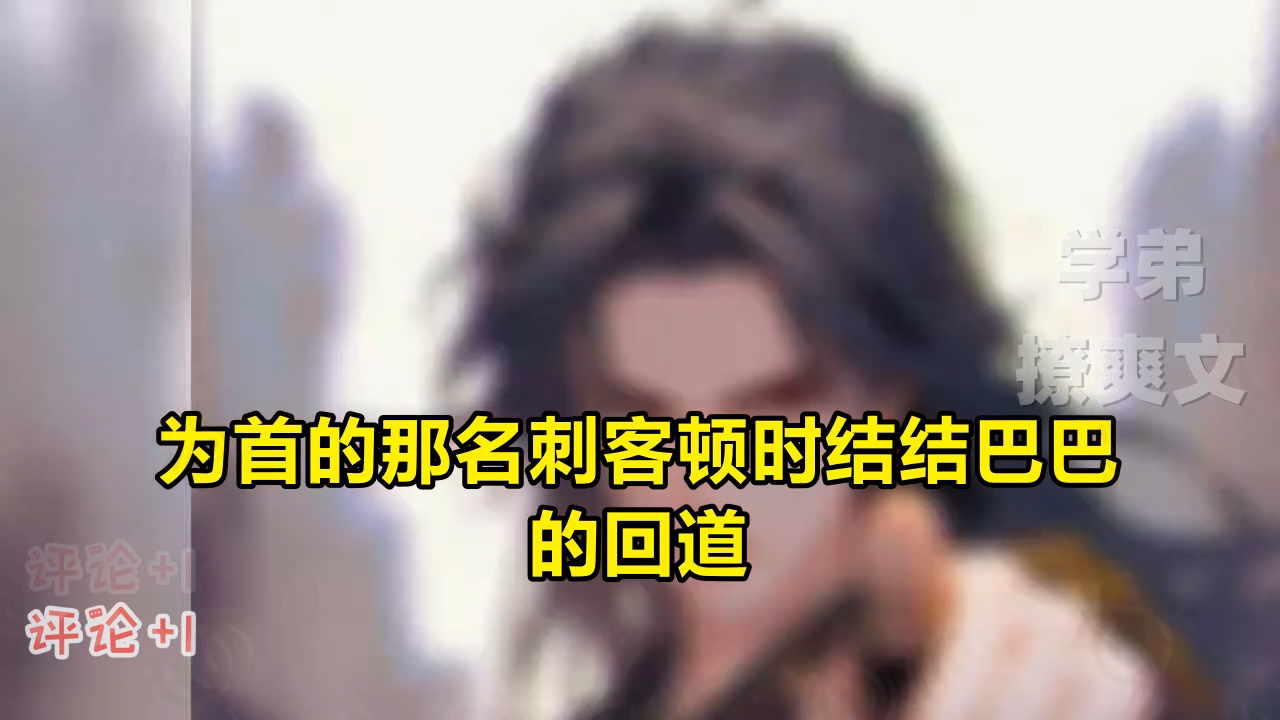 学弟
撩爽文
为首的那名刺客顿时结结巴巴
的回道
评论+1
评论+1